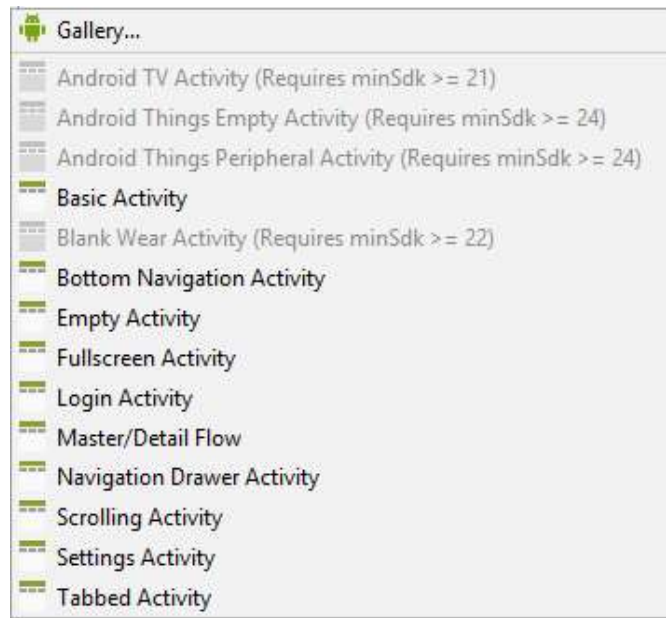 Gallery...
Android TV Activity (Requires minSdk >= 21)
Android Things Empty Activity (Requires minSdk >= 24)
Android Things Peripheral Activity (Requires minSdk >= 24)
Basic Activity
Blank Wear Activity (Requires minSdk >= 22)
Bottom Navigation Activity
Empty Activity
Fullscreen Activity
Login Activity
Master/Detail Flow
Navigation Drawer Activity
Scrolling Activity
Settings Activity
Tabbed Activity